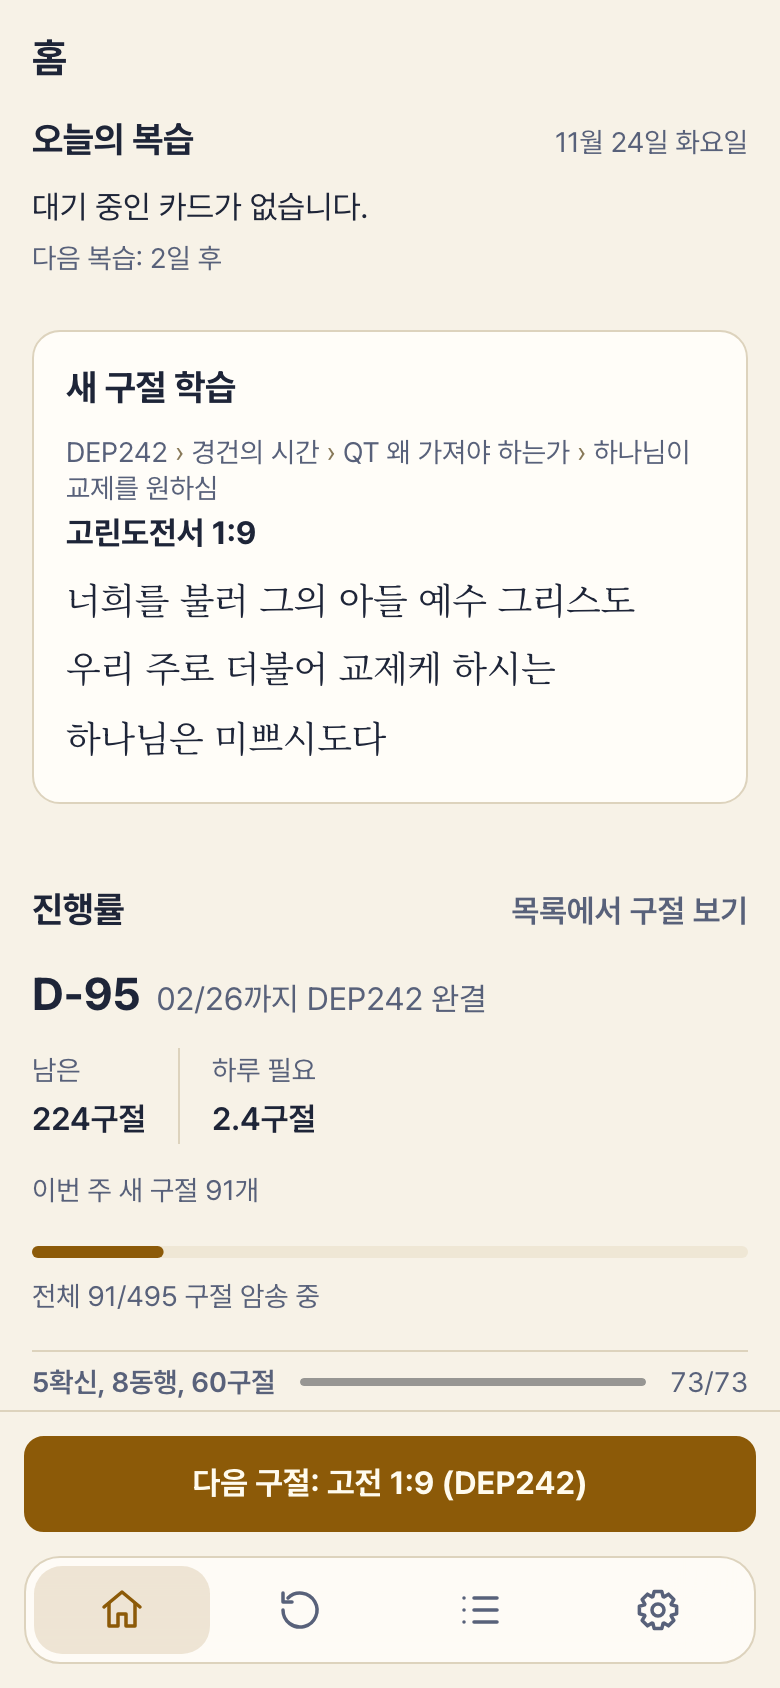 홈
오늘의 복습
11월 24일 화요일
대기 중인 카드가 없습니다.
다음 복습: 2일 후
새 구절 학습
DEP242 › 경건의 시간 › QT 왜 가져야 하는가 › 하나님이
교제를 원하심
고린도전서 1:9
너희를 불러 그의 아들 예수 그리스도
우리 주로 더불어 교제케 하시는
하나님은 미쁘시도다
진행률
목록에서 구절 보기
D-95 02/26까지 DEP242 완결
남은
224구절
하루 필요
2.4구절
이번 주 새 구절 91개
전체 91/495 구절 암송 중
5확신, 8동행, 60구절
73/73
다음 구절: 고전 1:9 (DEP242)